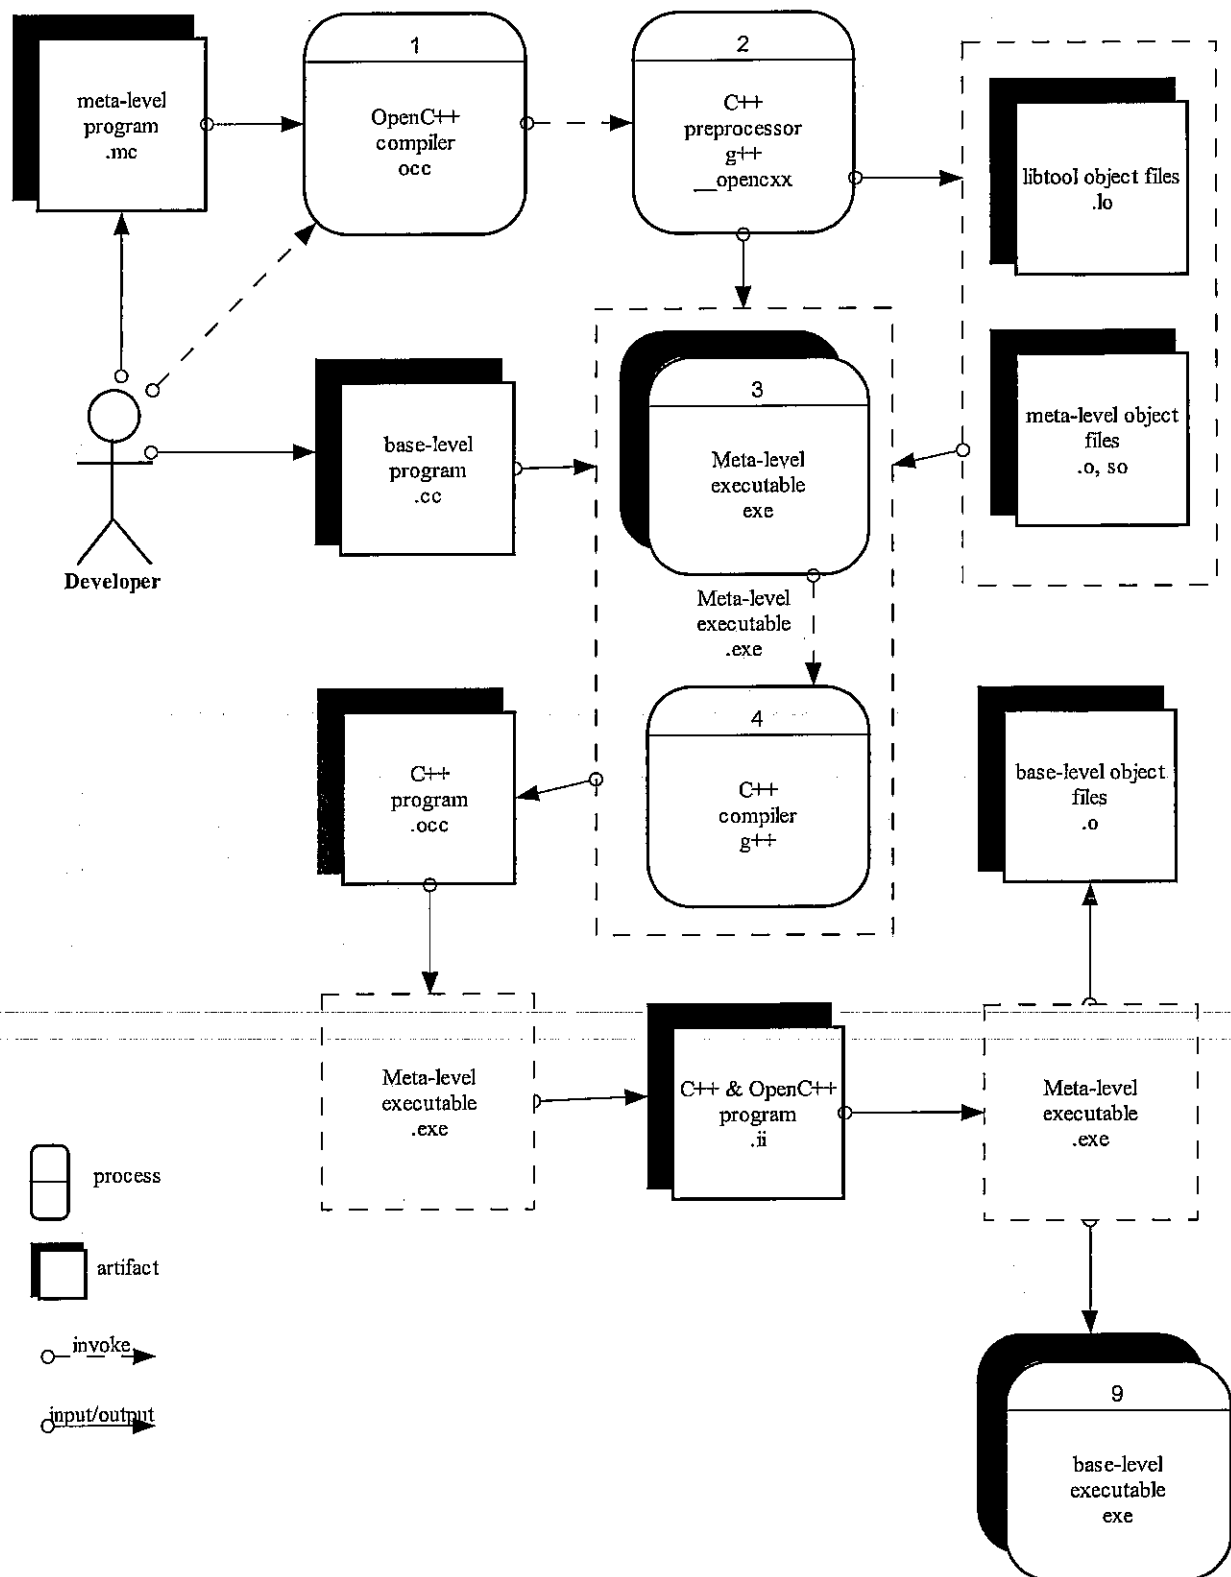 1
2
meta-level
program
.mc
OpenC++
compiler
occ
C++
preprocessor
g++
__opencxx
libtool object files
.lo
3
base-level
program
.cc
Meta-level
executable
exe
meta-level object
files
.o, so
Developer
Meta-level
executable
.exe
4
C++
program
.occ
C++
compiler
g++
base-level object
files
.o
Meta-level
executable
.exe
C++ & OpenC++
program
.ii
Meta-level
executable
.exe
process
artifact
invoke
input/output
9
base-level
executable
exe